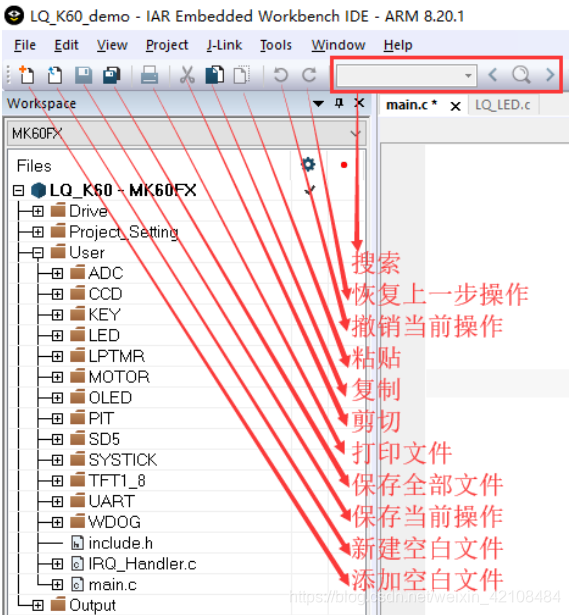 LQ_K60_demo - IAR Embedded Workbench IDE - ARM 8.20.1
File Edit View Project J-Link Tools Window Help
Workspace
main.c * x LQ_LED.c
MK60FX
Files
LQ_K60 - MK60FX
Drive
Project_Setting
User
ADC
CCD
KEY
LED
LPTMR
MOTOR
OLED
PIT
SD5
SYSTICK
TFT1_8
UART
WDOG
include.h
IRQ_Handler.c
main.c
Output
搜索
恢复上一步操作
撤销当前操作
粘贴
复制
剪切
打印文件
保存全部文件
保存当前操作
新建空白文件
添加空白文件
https://blog.csdn.net/weixin_42108484